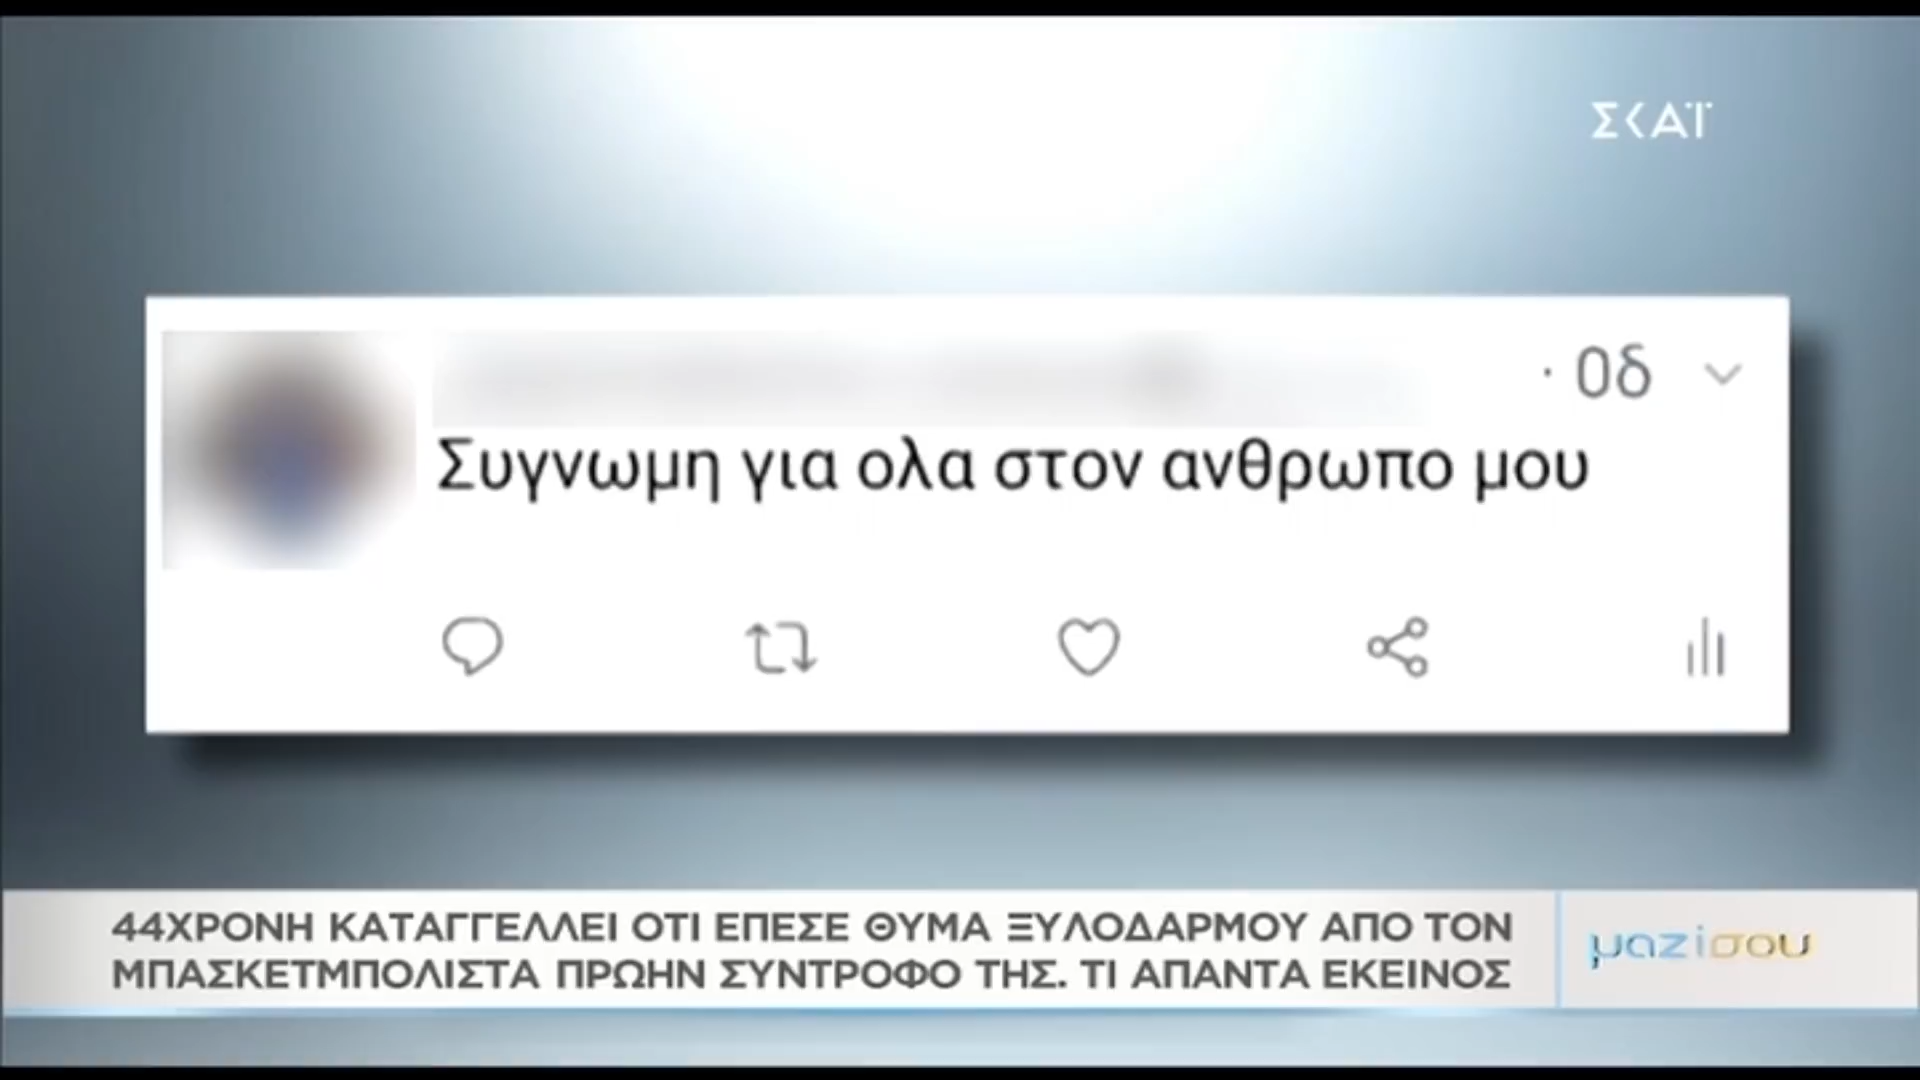 ΣΚΑΪ
· 0δ
Συγνωμη για ολα στον ανθρωπο μου
44ΧΡΟΝΗ ΚΑΤΑΓΓΕΛΛΕΙ ΟΤΙ ΕΠΕΣΕ ΘΥΜΑ ΞΥΛΟΔΑΡΜΟΥ ΑΠΟ ΤΟΝ
ΜΠΑΣΚΕΤΜΠΟΛΙΣΤΑ ΠΡΩΗΝ ΣΥΝΤΡΟΦΟ ΤΗΣ. ΤΙ ΑΠΑΝΤΑ ΕΚΕΙΝΟΣ
μαζί σου